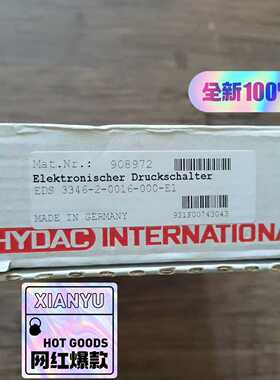 全新100%
Mat.Nr.: 908972
Elektronischer Druckschalter
EDS 3346-2-0016-000-E1
MADE IN GERMANY
921F00743043
HYDAC INTERNATIONAL
XIANYU
HOT GOODS
网红爆款